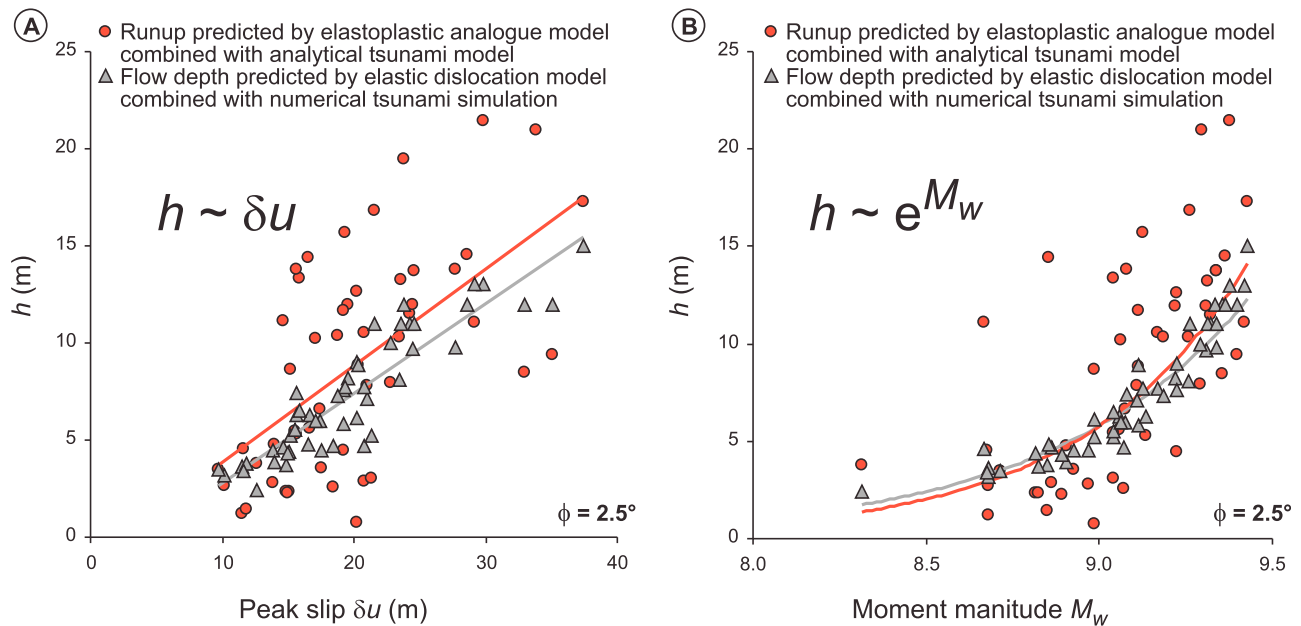 A
Runup predicted by elastoplastic analogue model
combined with analytical tsunami model
Flow depth predicted by elastic dislocation model
combined with numerical tsunami simulation
h ~ δu
h (m)
25
20
15
10
5
0
0
10
20
30
40
ϕ = 2.5°
Peak slip δu (m)
B
Runup predicted by elastoplastic analogue model
combined with analytical tsunami model
Flow depth predicted by elastic dislocation model
combined with numerical tsunami simulation
h ~ e^{M_w}
h (m)
25
20
15
10
5
0
8.0
8.5
9.0
9.5
ϕ = 2.5°
Moment manitude M_w